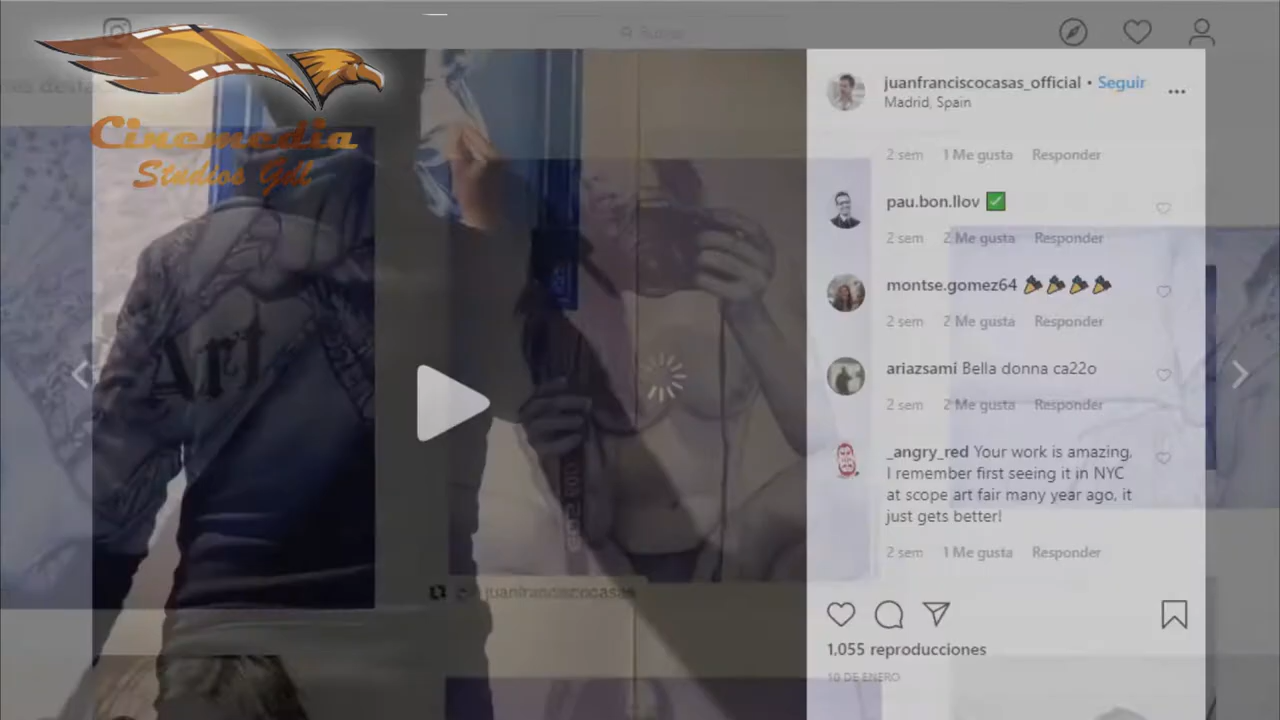 Cinemedia
Studios Gdl
Buscar
juanfranciscocasas_official • Seguir
Madrid, Spain
2 sem 1 Me gusta Responder
pau.bon.llov ✅
2 sem 2 Me gusta Responder
montse.gomez64 🎉🎉🎉🎉
2 sem 2 Me gusta Responder
ariazsami Bella donna ca22o
2 sem 2 Me gusta Responder
_angry_red Your work is amazing,
I remember first seeing it in NYC
at scope art fair many year ago, it
just gets better!
2 sem 1 Me gusta Responder
1.055 reproducciones
10 DE ENERO
Art
juanfranciscocasas